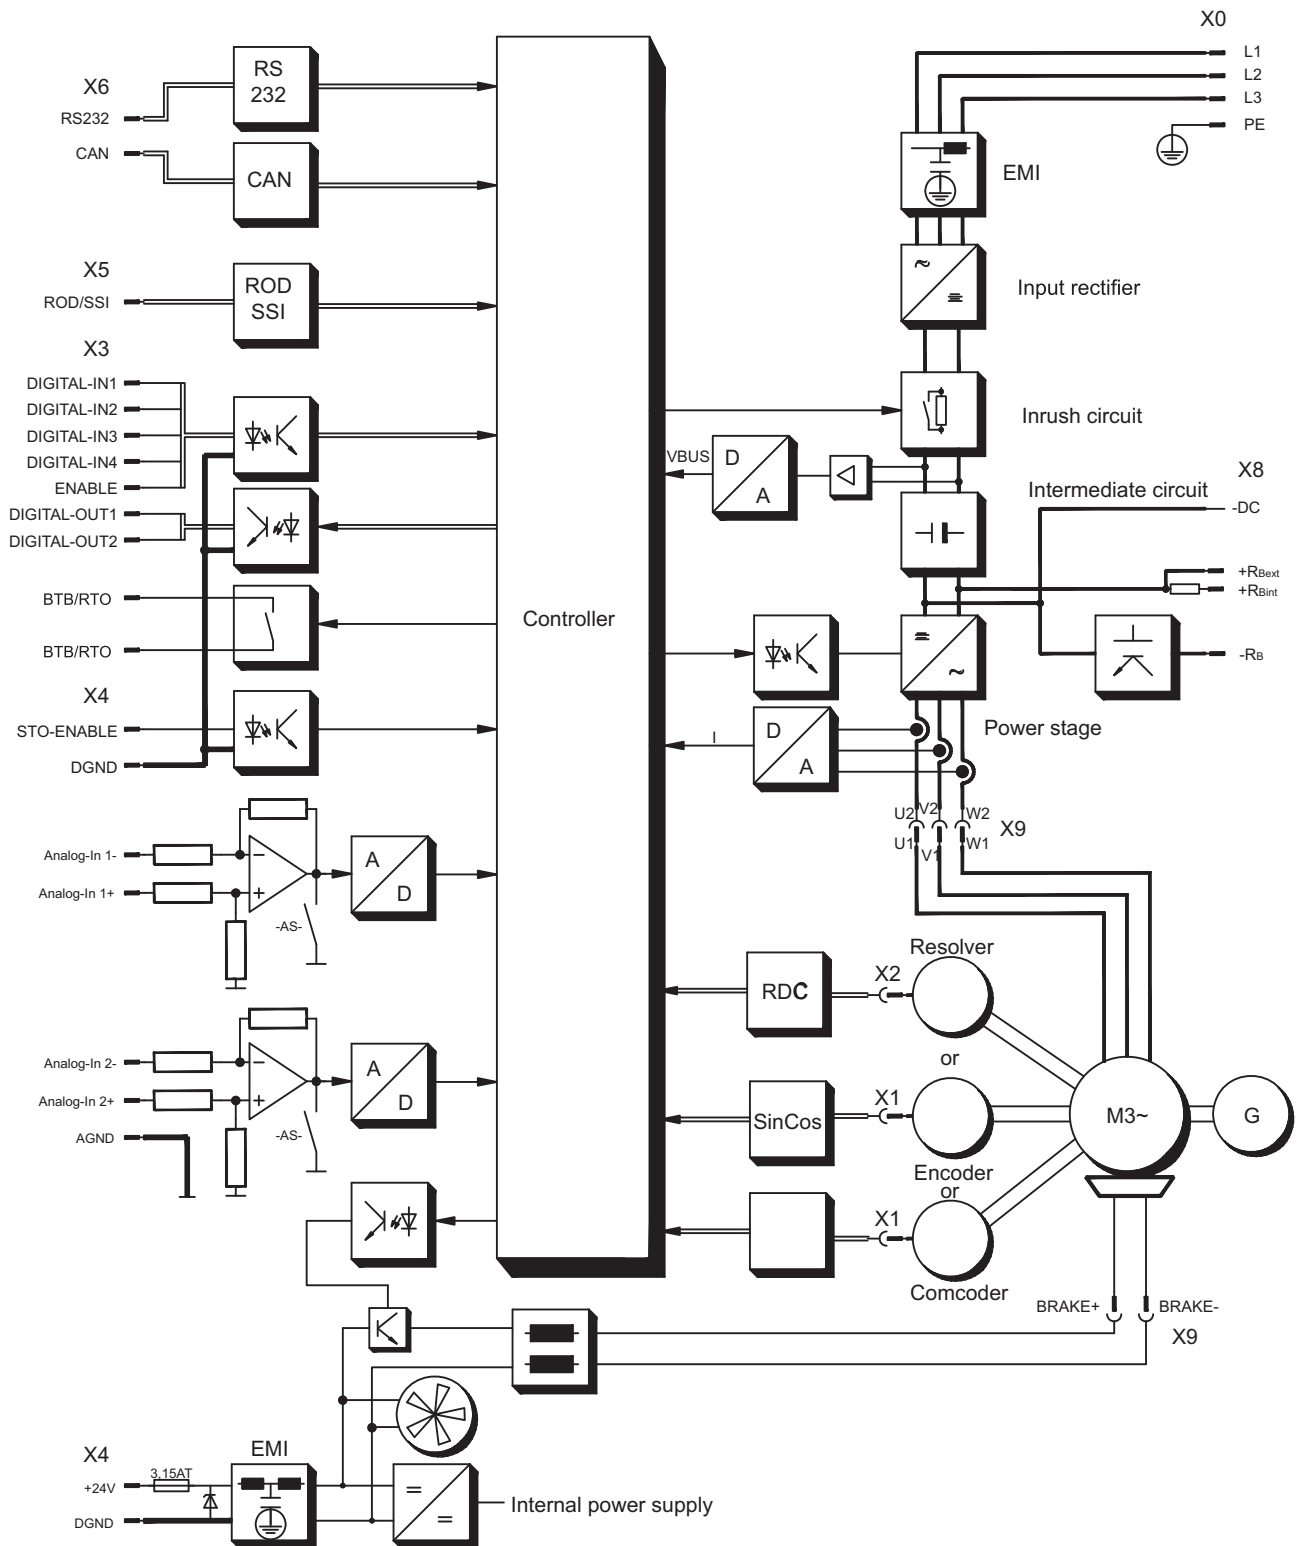 X0
L1
L2
L3
PE
EMI
Input rectifier
Inrush circuit
X8
Intermediate circuit
-DC
+RBext
+RBint
-RB
Power stage
X6
RS232
CAN
RS
232
CAN
X5
ROD/SSI
ROD
SSI
X3
DIGITAL-IN1
DIGITAL-IN2
DIGITAL-IN3
DIGITAL-IN4
ENABLE
DIGITAL-OUT1
DIGITAL-OUT2
BTB/RTO
BTB/RTO
X4
STO-ENABLE
DGND
Controller
VBUS
D
A
I
D
A
U2
V2
W2
X9
U1
V1
W1
Analog-In 1-
Analog-In 1+
-AS-
A
D
Analog-In 2-
Analog-In 2+
AGND
-AS-
A
D
RDC
X2
Resolver
or
SinCos
X1
Encoder
or
X1
Comcoder
M3~
G
BRAKE+
BRAKE-
X9
X4
+24V
3,15AT
DGND
EMI
Internal power supply